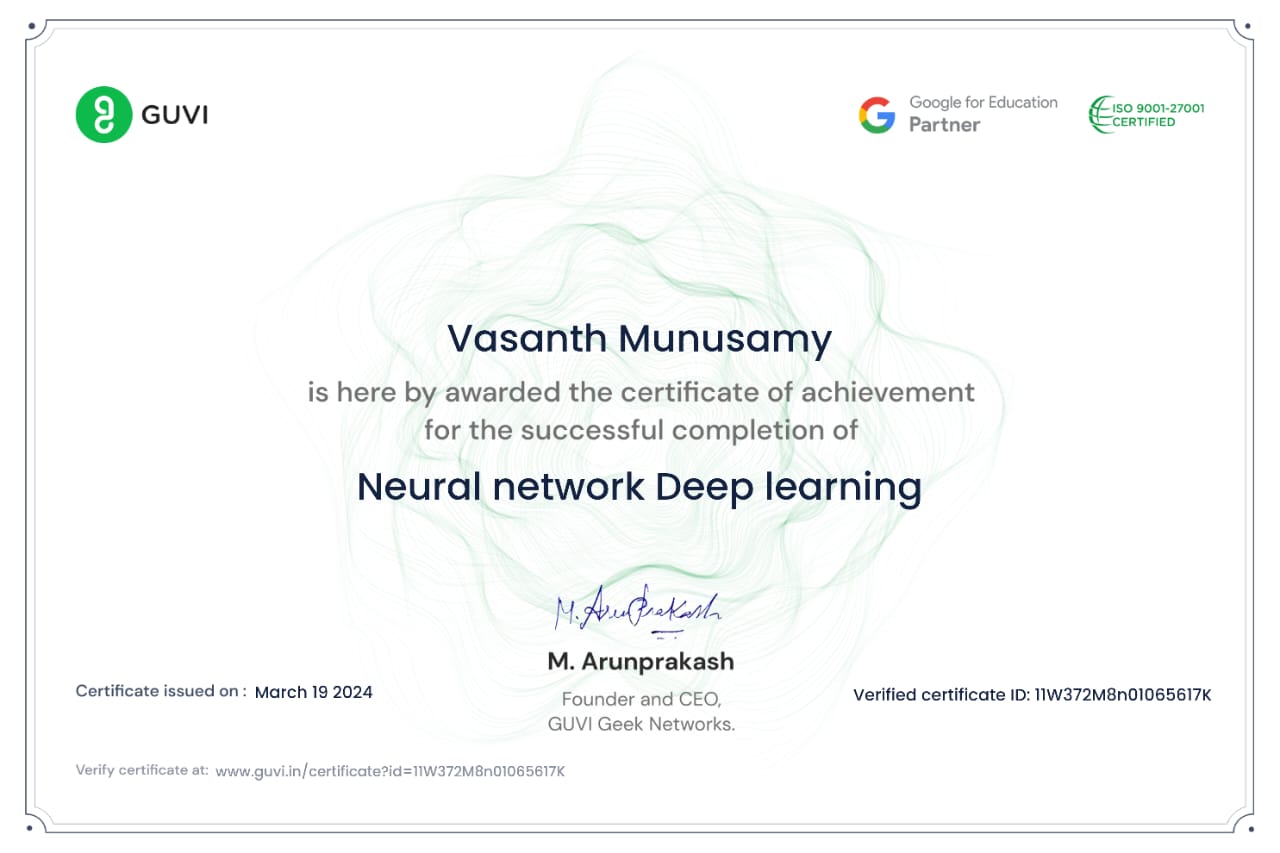 GUVI
Google for Education
Partner
ISO 9001-27001
CERTIFIED
Vasanth Munusamy
is here by awarded the certificate of achievement
for the successful completion of
Neural network Deep learning
M. Arunprakash
M. Arunprakash
Founder and CEO,
GUVI Geek Networks.
Certificate issued on : March 19 2024
Verified certificate ID: 11W372M8n01065617K
Verify certificate at: www.guvi.in/certificate?id=11W372M8n01065617K